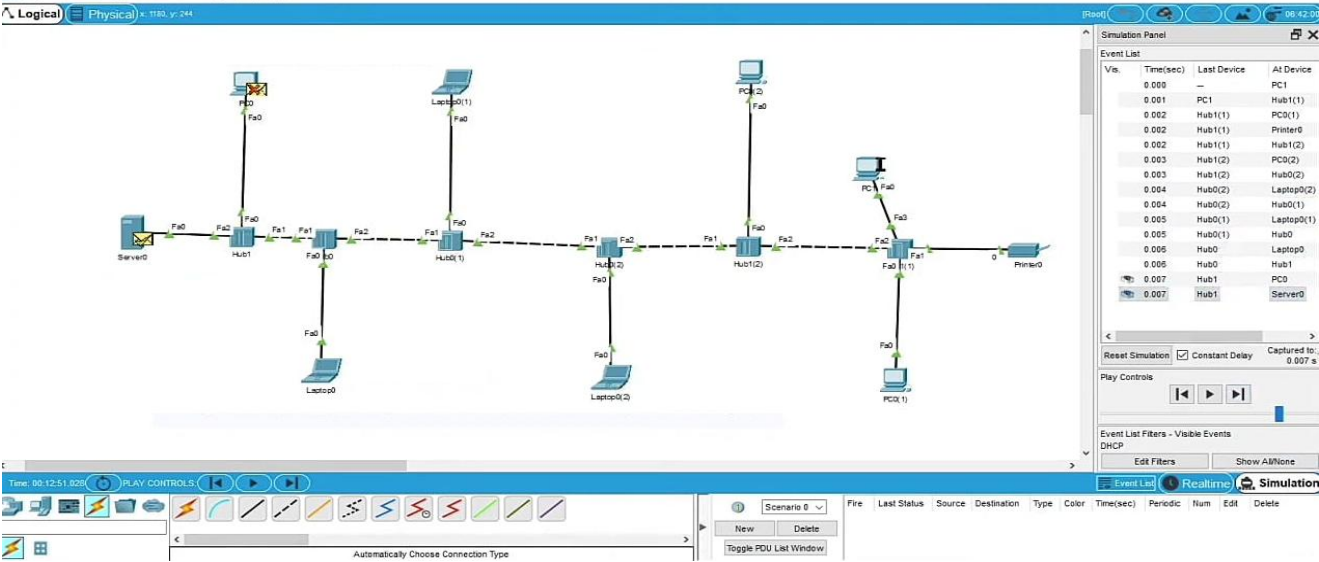 Logical Physical x: 1180, y: 244 [Root] 06:42:00
Simulation Panel
Event List
Vis. Time(sec) Last Device At Device
0.000 -- PC1
0.001 PC1 Hub1(1)
0.002 Hub1(1) PC0(1)
0.002 Hub1(1) Printer0
0.002 Hub1(1) Hub1(2)
0.003 Hub1(2) PC0(2)
0.003 Hub1(2) Hub0(2)
0.004 Hub0(2) Laptop0(2)
0.004 Hub0(2) Hub0(1)
0.005 Hub0(1) Laptop0(1)
0.005 Hub0(1) Hub0
0.006 Hub0 Laptop0
0.006 Hub0 Hub1
0.007 Hub1 PC0
0.007 Hub1 Server0
Reset Simulation Constant Delay Captured to:
0.007 s
Play Controls
Event List Filters - Visible Events
DHCP
Edit Filters Show All/None
PC0
Fa0
Laptop0(1)
Fa0
PC0(2)
Fa0
PC1 Fa0
Fa3
Server0
Fa0 Fa2
Fa0
Hub1
Fa1 Fa1
Fa0
Fa2
Fa1
Fa0
Hub0(1)
Fa2
Fa1 Fa2
Hub0(2)
Fa0
Fa1
Fa0
Hub1(2)
Fa2
Fa2
Fa0
Fa1
Printer0
Fa0
Laptop0
Fa0
Laptop0(2)
Fa0
PC0(1)
Time: 00:12:51.028 PLAY CONTROLS: Event List Realtime Simulation
Scenario 0
New Delete
Toggle PDU List Window
Fire Last Status Source Destination Type Color Time(sec) Periodic Num Edit Delete
Automatically Choose Connection Type